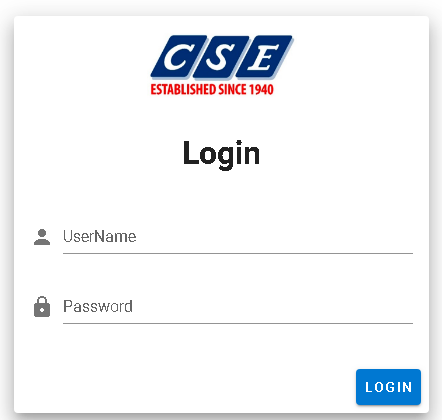 CSE
ESTABLISHED SINCE 1940
Login
UserName
Password
LOGIN